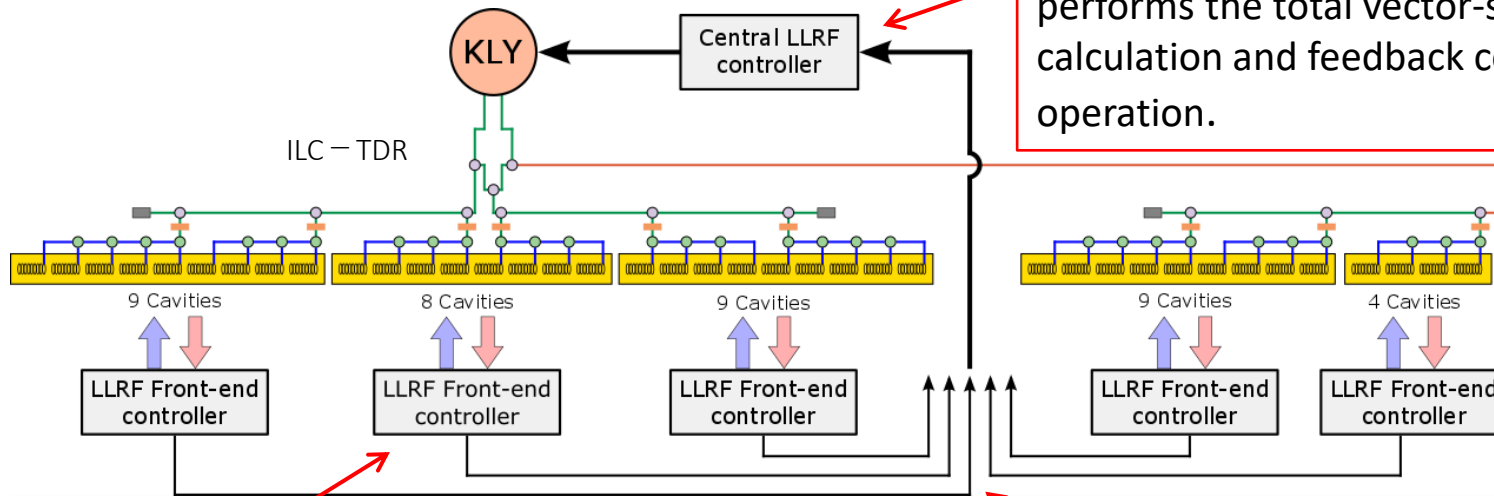 performs the total vector-s
calculation and feedback c
operation.
KLY
Central LLRF
controller
ILC－TDR
9 Cavities
8 Cavities
9 Cavities
9 Cavities
4 Cavities
LLRF Front-end
controller
LLRF Front-end
controller
LLRF Front-end
controller
LLRF Front-end
controller
LLRF Front-end
controller